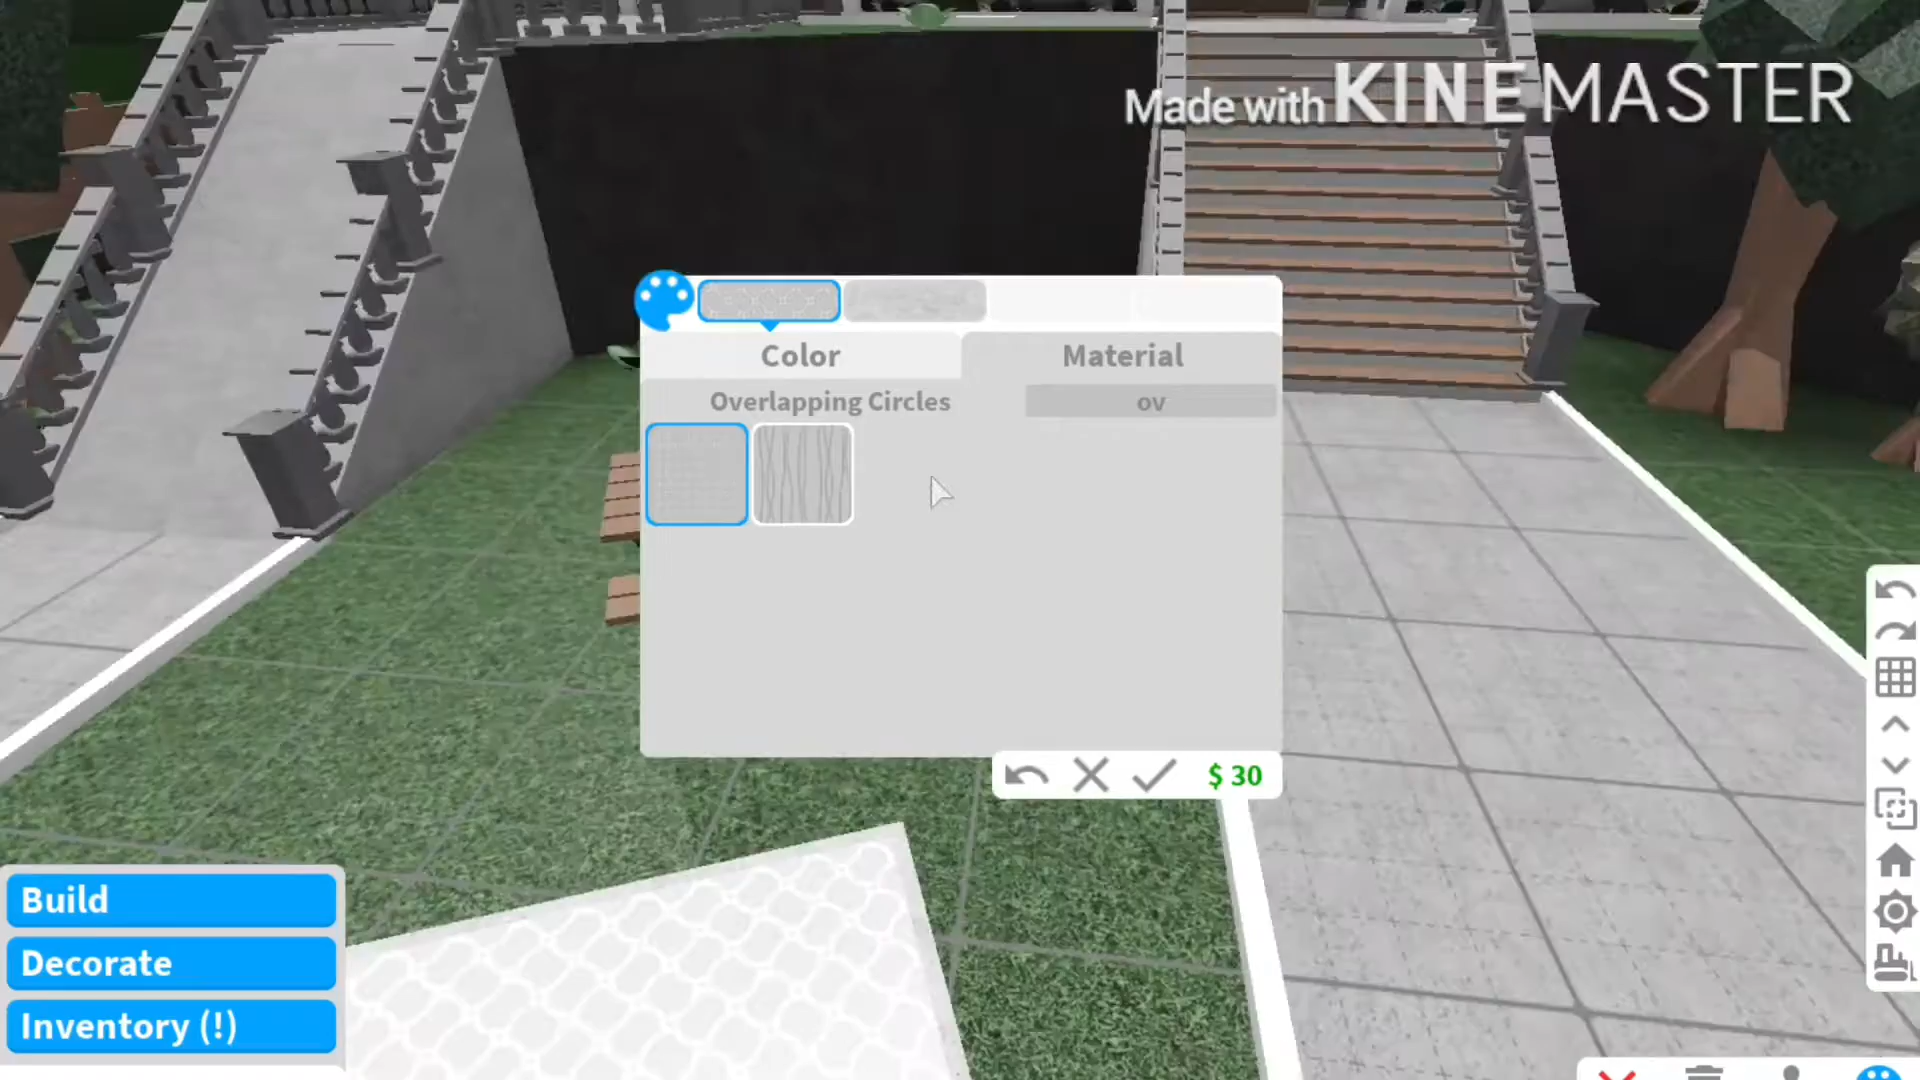 Made with KINEMASTER
Color
Material
Overlapping Circles
ov
$ 30
Build
Decorate
Inventory (!)